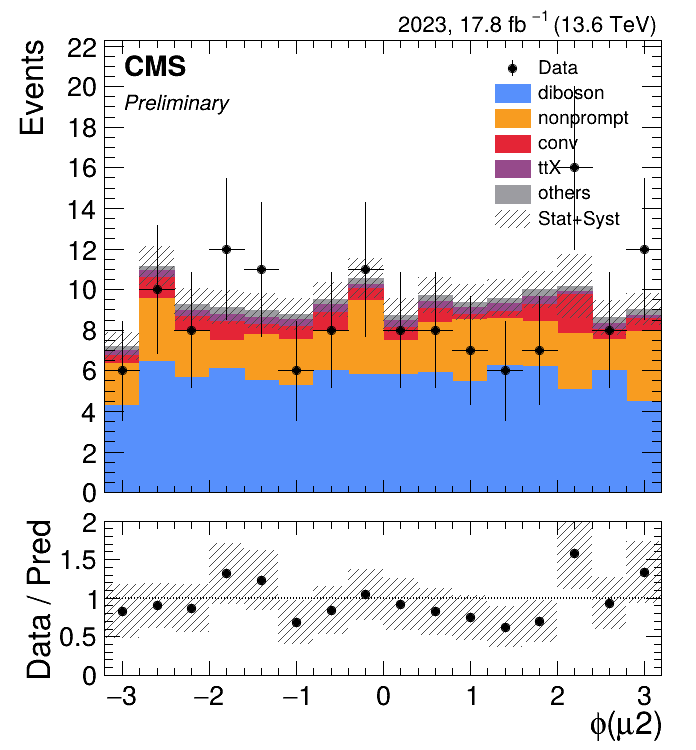 2023, 17.8 fb⁻¹ (13.6 TeV)
Events
CMS
Preliminary
Data
diboson
nonprompt
conv
ttX
others
Stat+Syst
22
20
18
16
14
12
10
8
6
4
2
0
Data / Pred
2
1.5
1
0.5
0
−3 −2 −1 0 1 2 3
ϕ(μ2)